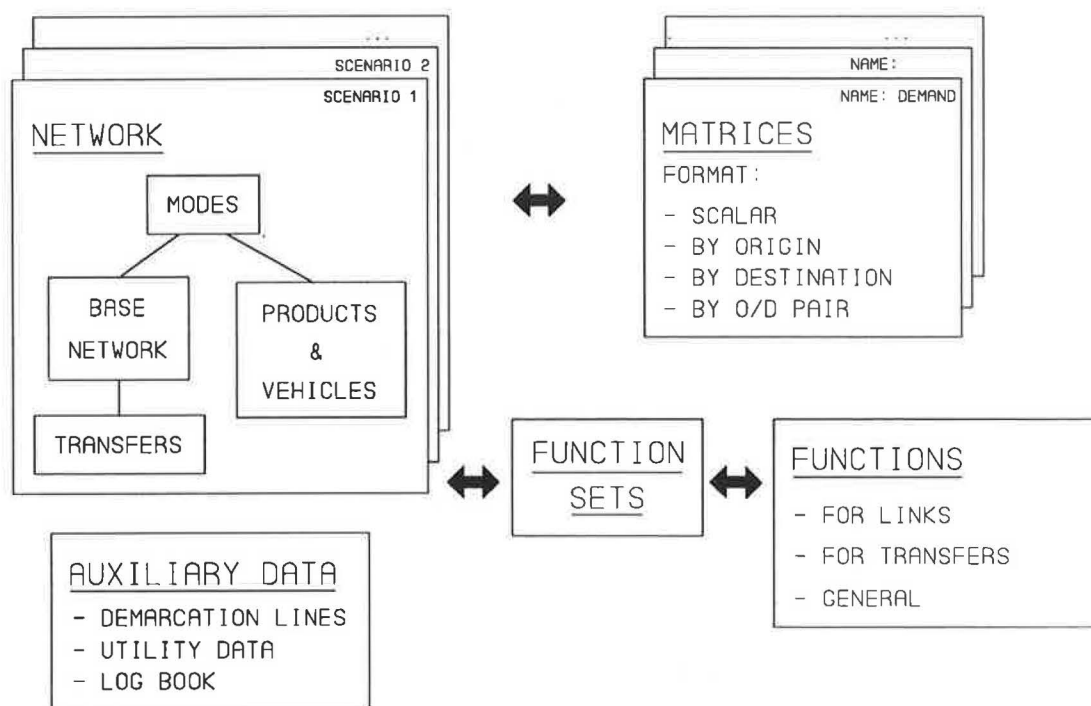 ...
SCENARIO 2
SCENARIO 1
NETWORK
MODES
BASE
NETWORK
PRODUCTS
&
VEHICLES
TRANSFERS
...
NAME:
NAME: DEMAND
MATRICES
FORMAT:
- SCALAR
- BY ORIGIN
- BY DESTINATION
- BY O/D PAIR
FUNCTION
SETS
FUNCTIONS
- FOR LINKS
- FOR TRANSFERS
- GENERAL
AUXILIARY DATA
- DEMARCATION LINES
- UTILITY DATA
- LOG BOOK